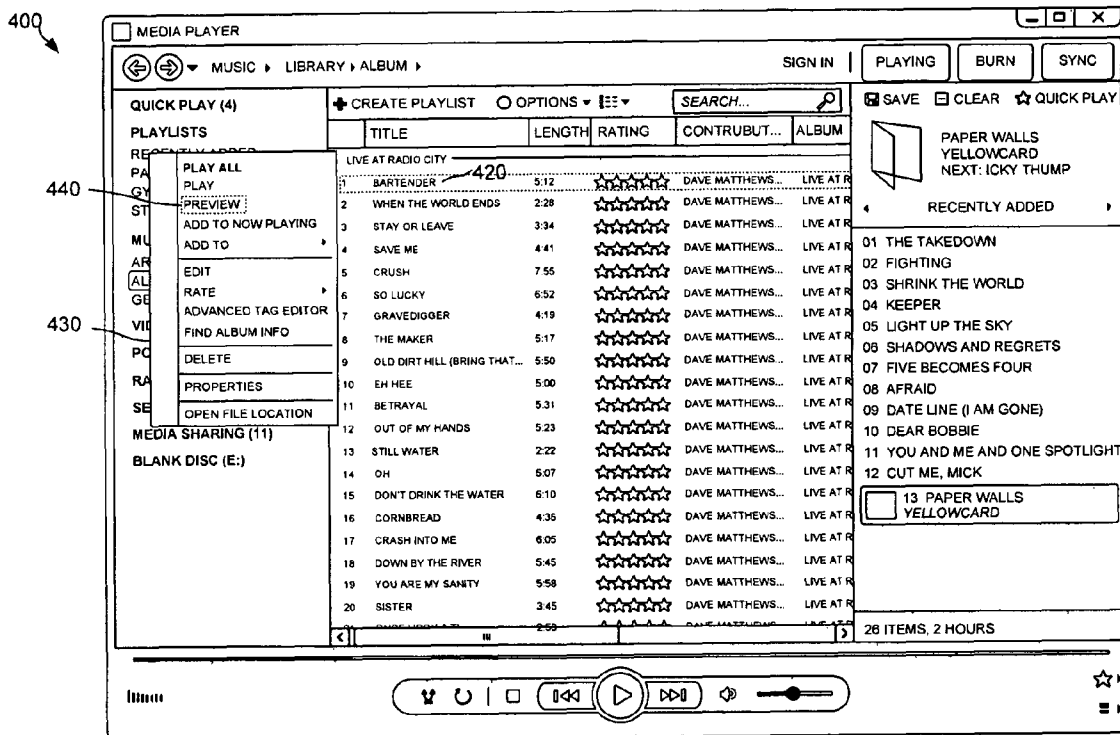 400
MEDIA PLAYER
MUSIC LIBRARY ALBUM SIGN IN PLAYING BURN SYNC
QUICK PLAY (4)
PLAYLISTS
CREATE PLAYLIST OPTIONS SEARCH...
TITLE LENGTH RATING CONTRUBUT... ALBUM
440
430
PLAY ALL
PLAY
PREVIEW
ADD TO NOW PLAYING
ADD TO
EDIT
RATE
ADVANCED TAG EDITOR
FIND ALBUM INFO
DELETE
PROPERTIES
OPEN FILE LOCATION
MEDIA SHARING (11)
BLANK DISC (E:)
LIVE AT RADIO CITY
420
1 BARTENDER 5:12 DAVE MATTHEWS... LIVE AT R
2 WHEN THE WORLD ENDS 2:28 DAVE MATTHEWS... LIVE AT R
3 STAY OR LEAVE 3:34 DAVE MATTHEWS... LIVE AT R
4 SAVE ME 4:41 DAVE MATTHEWS... LIVE AT R
5 CRUSH 7:55 DAVE MATTHEWS... LIVE AT R
6 SO LUCKY 6:52 DAVE MATTHEWS... LIVE AT R
7 GRAVEDIGGER 4:19 DAVE MATTHEWS... LIVE AT R
8 THE MAKER 5:17 DAVE MATTHEWS... LIVE AT R
9 OLD DIRT HILL (BRING THAT... 5:50 DAVE MATTHEWS... LIVE AT R
10 EH HEE 5:00 DAVE MATTHEWS... LIVE AT R
11 BETRAYAL 5:31 DAVE MATTHEWS... LIVE AT R
12 OUT OF MY HANDS 5:23 DAVE MATTHEWS... LIVE AT R
13 STILL WATER 2:22 DAVE MATTHEWS... LIVE AT R
14 OH 5:07 DAVE MATTHEWS... LIVE AT R
15 DON'T DRINK THE WATER 6:10 DAVE MATTHEWS... LIVE AT R
16 CORNBREAD 4:35 DAVE MATTHEWS... LIVE AT R
17 CRASH INTO ME 6:05 DAVE MATTHEWS... LIVE AT R
18 DOWN BY THE RIVER 5:45 DAVE MATTHEWS... LIVE AT R
19 YOU ARE MY SANITY 5:58 DAVE MATTHEWS... LIVE AT R
20 SISTER 3:45 DAVE MATTHEWS... LIVE AT R
SAVE CLEAR QUICK PLAY
PAPER WALLS
YELLOWCARD
NEXT: ICKY THUMP
RECENTLY ADDED
01 THE TAKEDOWN
02 FIGHTING
03 SHRINK THE WORLD
04 KEEPER
05 LIGHT UP THE SKY
06 SHADOWS AND REGRETS
07 FIVE BECOMES FOUR
08 AFRAID
09 DATE LINE (I AM GONE)
10 DEAR BOBBIE
11 YOU AND ME AND ONE SPOTLIGHT
12 CUT ME, MICK
13 PAPER WALLS
YELLOWCARD
26 ITEMS, 2 HOURS